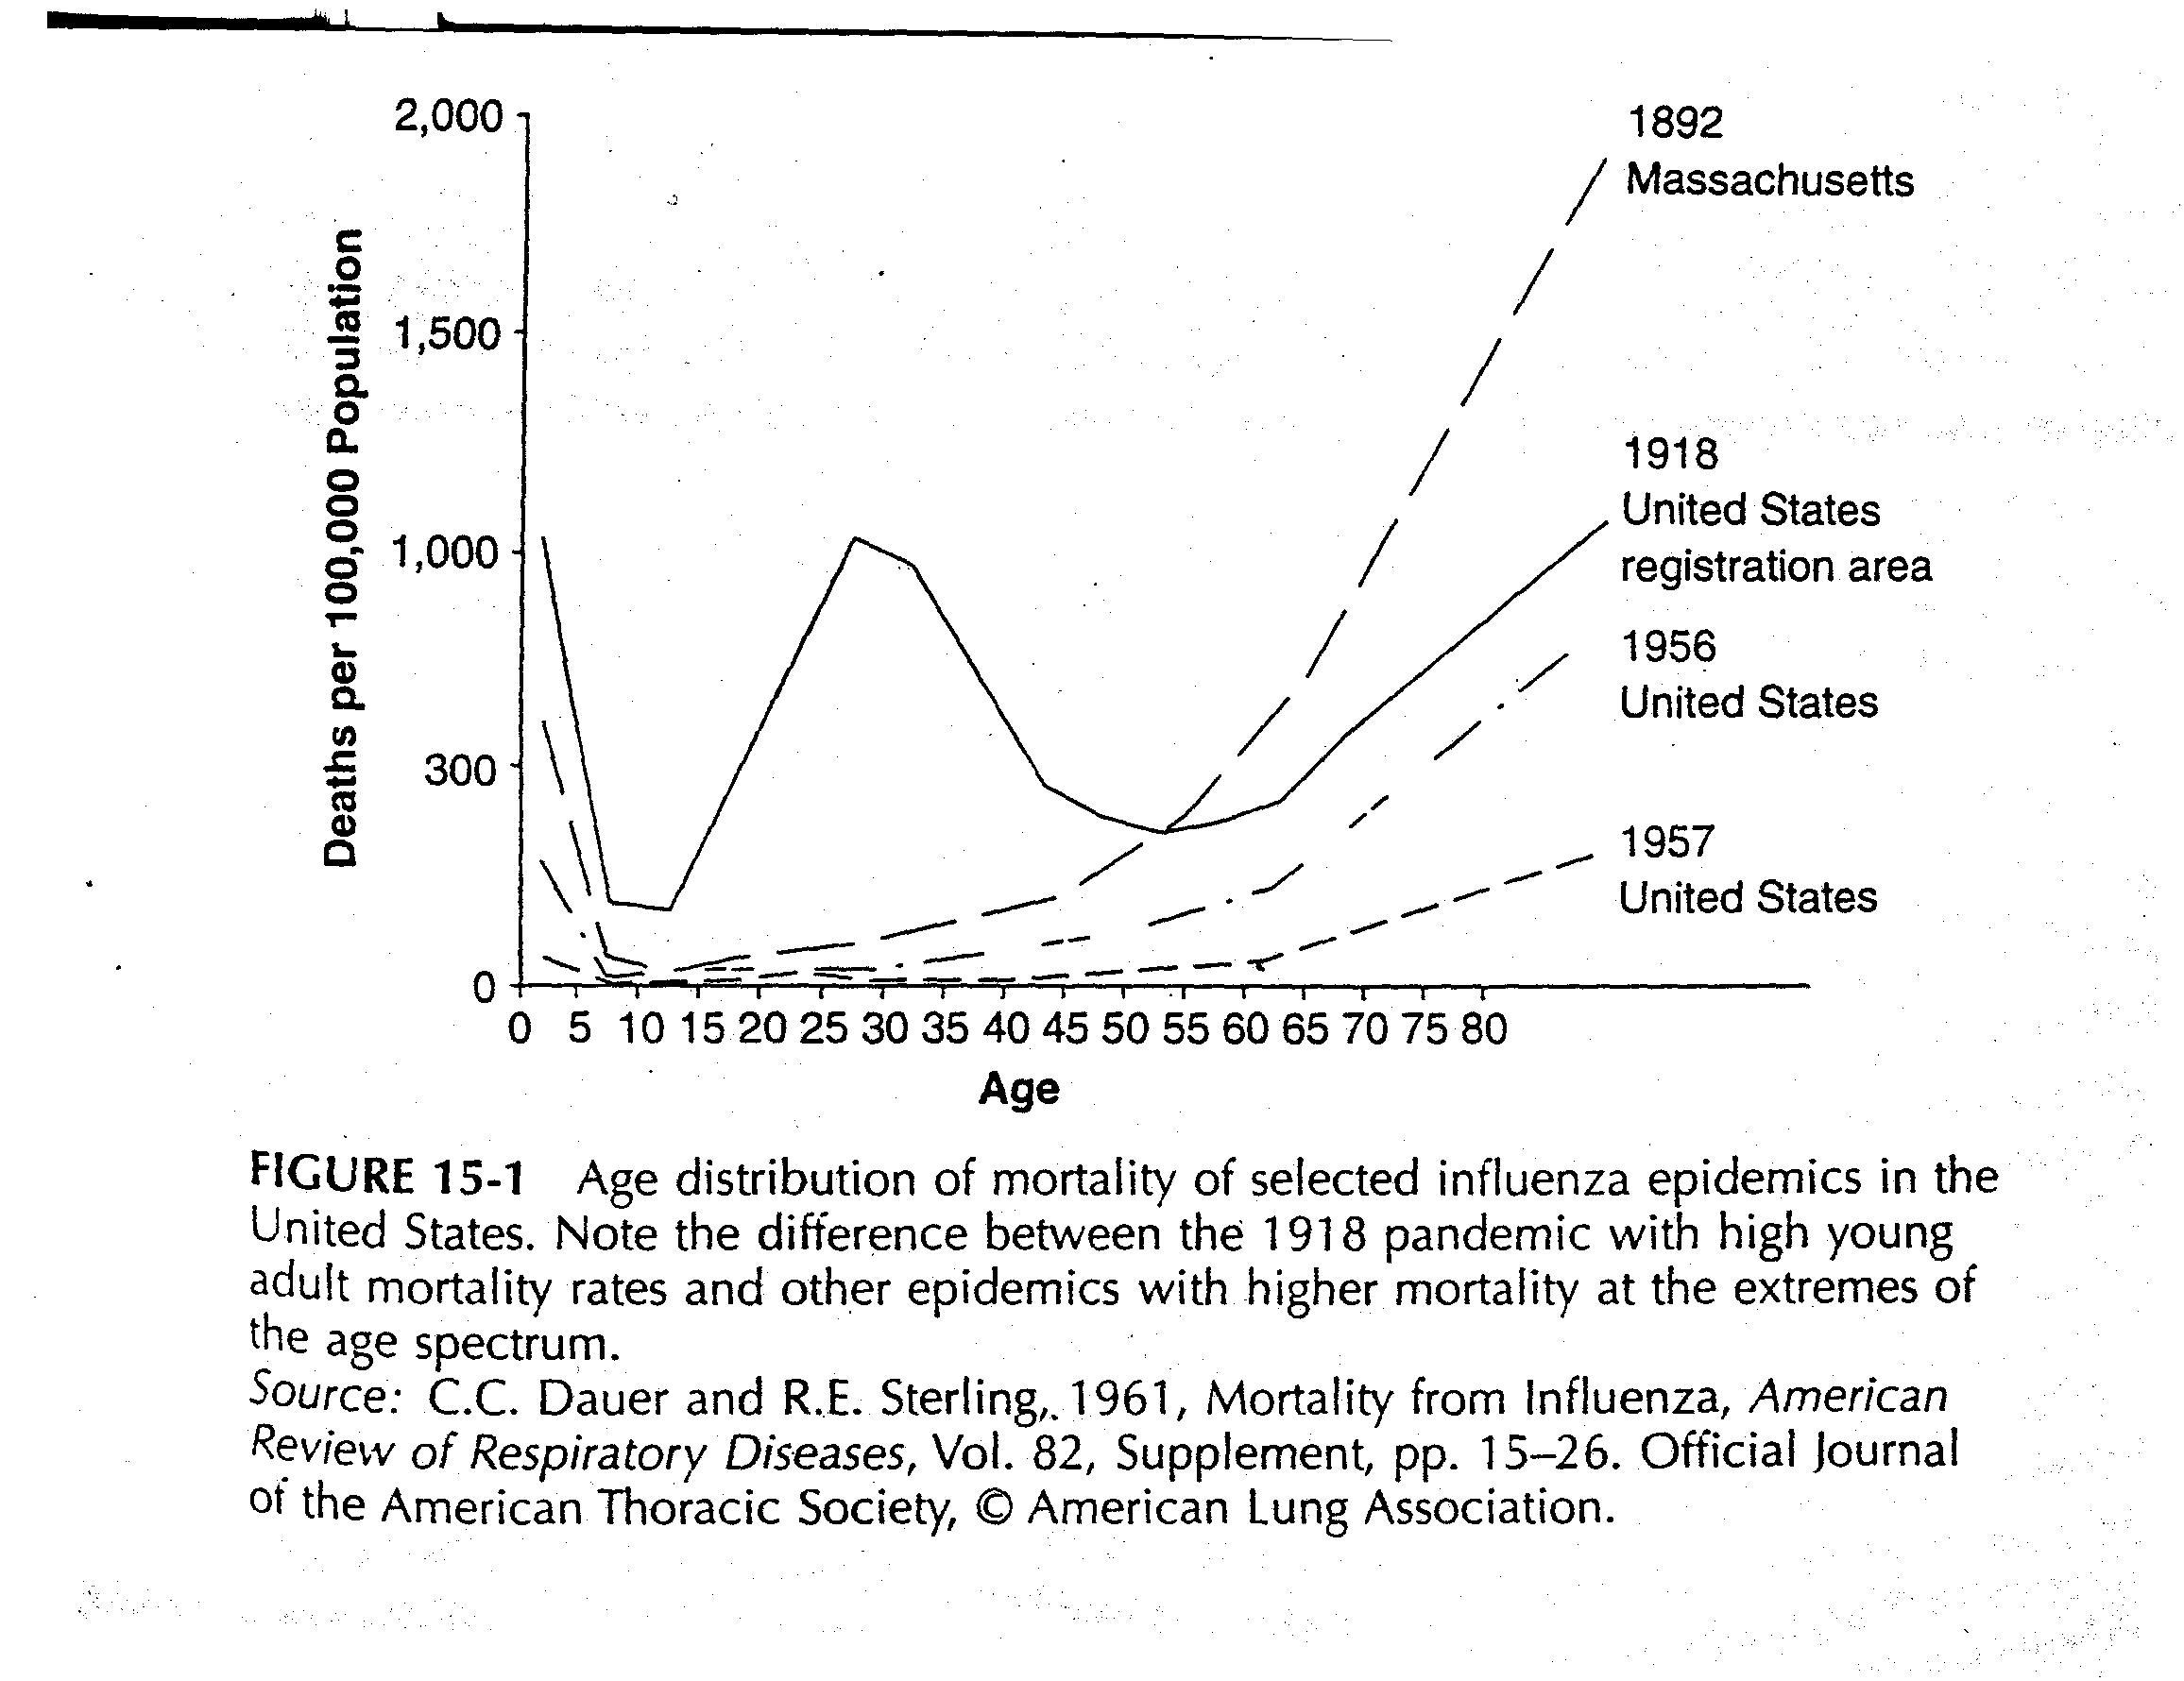 2,000
1,500
1,000
300
0
Deaths per 100,000 Population
1892
Massachusetts
1918
United States
registration area
1956
United States
1957
United States
0 5 10 15 20 25 30 35 40 45 50 55 60 65 70 75 80
Age
FIGURE 15-1 Age distribution of mortality of selected influenza epidemics in the
United States. Note the difference between the 1918 pandemic with high young
adult mortality rates and other epidemics with higher mortality at the extremes of
the age spectrum.
Source: C.C. Dauer and R.E. Sterling, 1961, Mortality from Influenza, American
Review of Respiratory Diseases, Vol. 82, Supplement, pp. 15–26. Official Journal
of the American Thoracic Society, © American Lung Association.